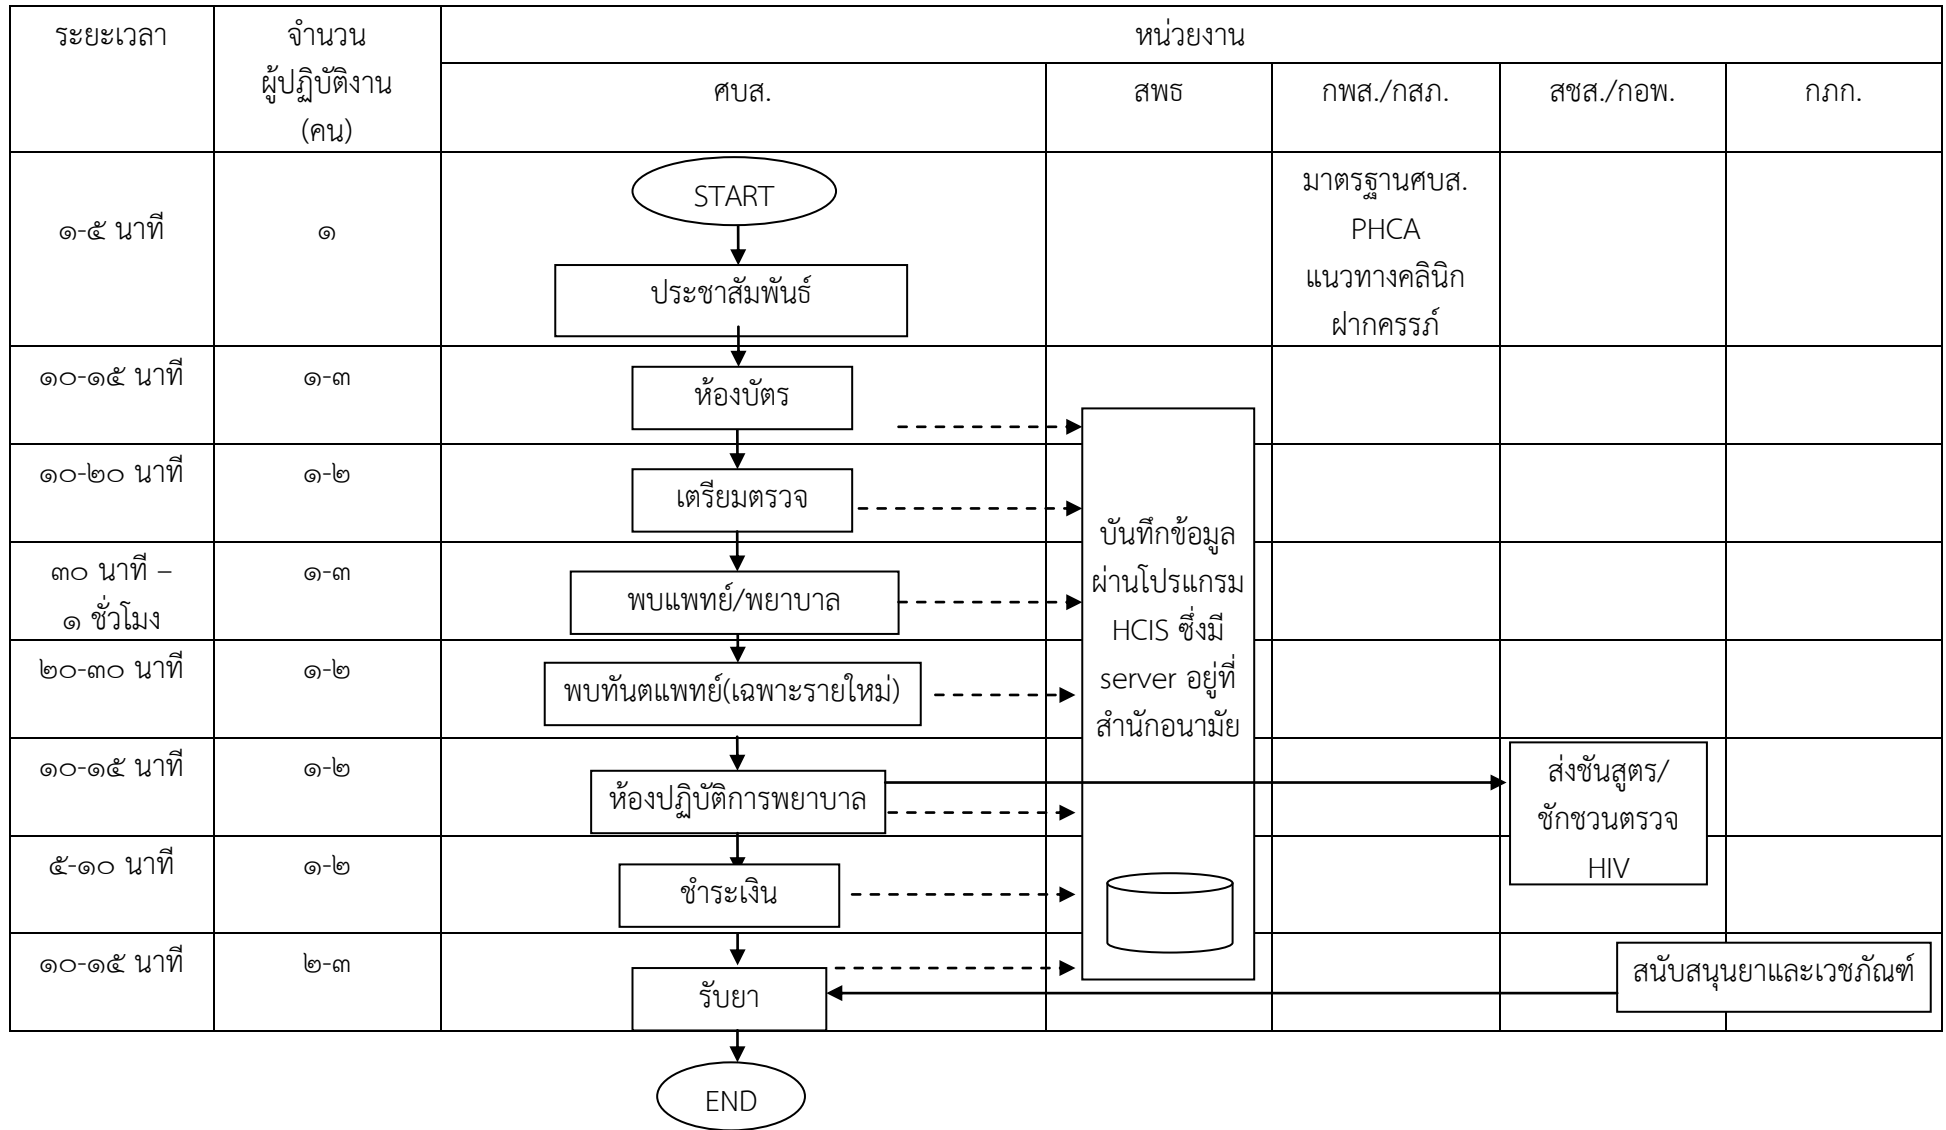 ระยะเวลา
จำนวน
ผู้ปฏิบัติงาน
(คน)
หน่วยงาน
ศบส.
สพธ
กพส./กสภ.
สชส./กอพ.
กภก.
๑-๕ นาที
๑
START
ประชาสัมพันธ์
มาตรฐานศบส.
PHCA
แนวทางคลินิก
ฝากครรภ์
๑๐-๑๕ นาที
๑-๓
ห้องบัตร
๑๐-๒๐ นาที
๑-๒
เตรียมตรวจ
บันทึกข้อมูล
ผ่านโปรแกรม
HCIS ซึ่งมี
server อยู่ที่
สำนักอนามัย
๓๐ นาที –
๑ ชั่วโมง
๑-๓
พบแพทย์/พยาบาล
๒๐-๓๐ นาที
๑-๒
พบทันตแพทย์(เฉพาะรายใหม่)
๑๐-๑๕ นาที
๑-๒
ห้องปฏิบัติการพยาบาล
ส่งชันสูตร/
ชักชวนตรวจ
HIV
๕-๑๐ นาที
๑-๒
ชำระเงิน
๑๐-๑๕ นาที
๒-๓
รับยา
สนับสนุนยาและเวชภัณฑ์
END